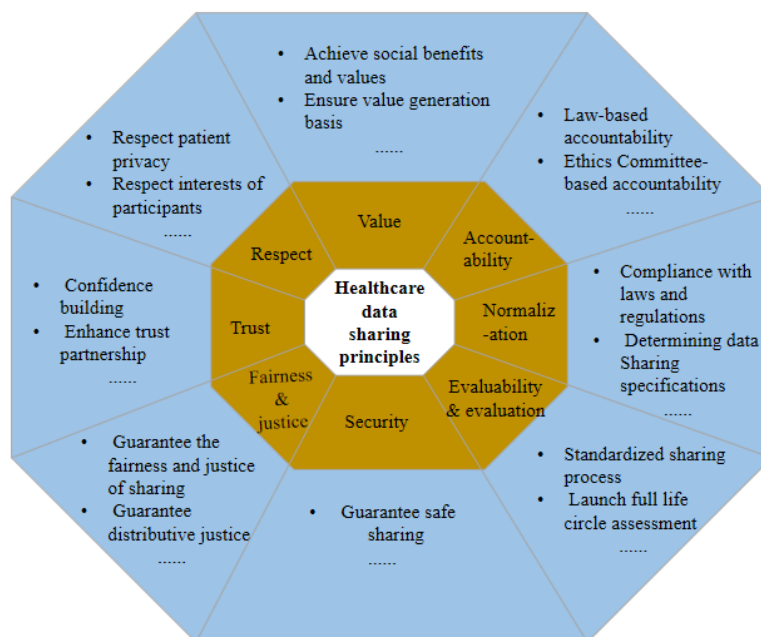 • Achieve social benefits
and values
• Ensure value generation
basis
......
• Law-based
accountability
• Ethics Committee-
based accountability
......
• Compliance with
laws and
regulations
• Determining data
Sharing
specifications
......
• Standardized sharing
process
• Launch full life
circle assessment
......
• Guarantee safe
sharing
......
• Guarantee the
fairness and justice
of sharing
• Guarantee
distributive justice
......
• Confidence
building
• Enhance trust
partnership
......
• Respect patient
privacy
• Respect interests of
participants
......
Value
Account-
ability
Normaliz
-ation
Evaluability
& evaluation
Security
Fairness
&
justice
Trust
Respect
Healthcare
data
sharing
principles